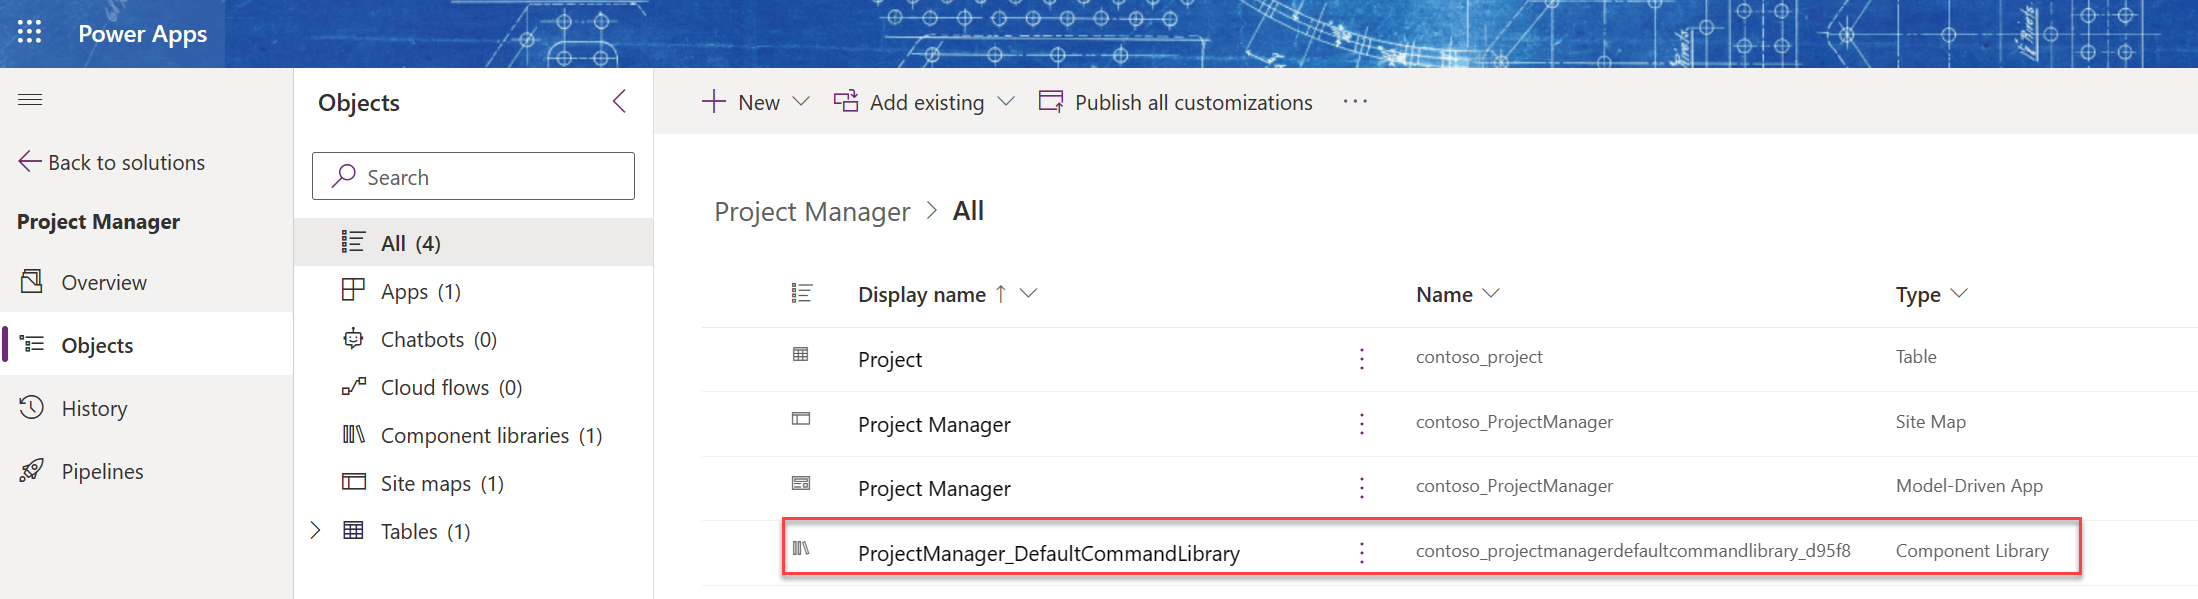 Power Apps
Back to solutions
Project Manager
Overview
Objects
History
Pipelines
Objects
Search
All (4)
Apps (1)
Chatbots (0)
Cloud flows (0)
Component libraries (1)
Site maps (1)
Tables (1)
New Add existing Publish all customizations ...
Project Manager > All
Display name ↑ Name Type
Project contoso_project Table
Project Manager contoso_ProjectManager Site Map
Project Manager contoso_ProjectManager Model-Driven App
ProjectManager_DefaultCommandLibrary contoso_projectmanagerdefaultcommandlibrary_d95f8 Component Library